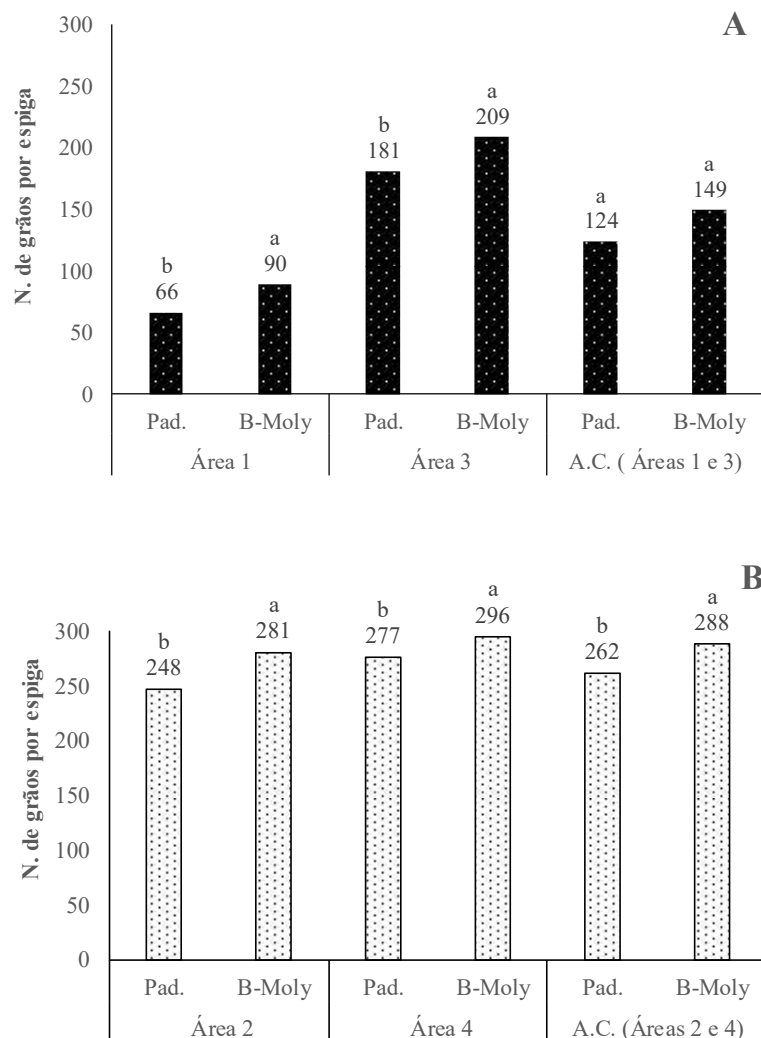 A
N. de grãos por espiga
300
250
200
150
100
50
0
b
66
a
90
b
181
a
209
a
124
a
149
Pad. B-Moly Pad. B-Moly Pad. B-Moly
Área 1 Área 3 A.C. ( Áreas 1 e 3)
B
N. de grãos por espiga
300
250
200
150
100
50
0
b
248
a
281
b
277
a
296
b
262
a
288
Pad. B-Moly Pad. B-Moly Pad. B-Moly
Área 2 Área 4 A.C. (Áreas 2 e 4)